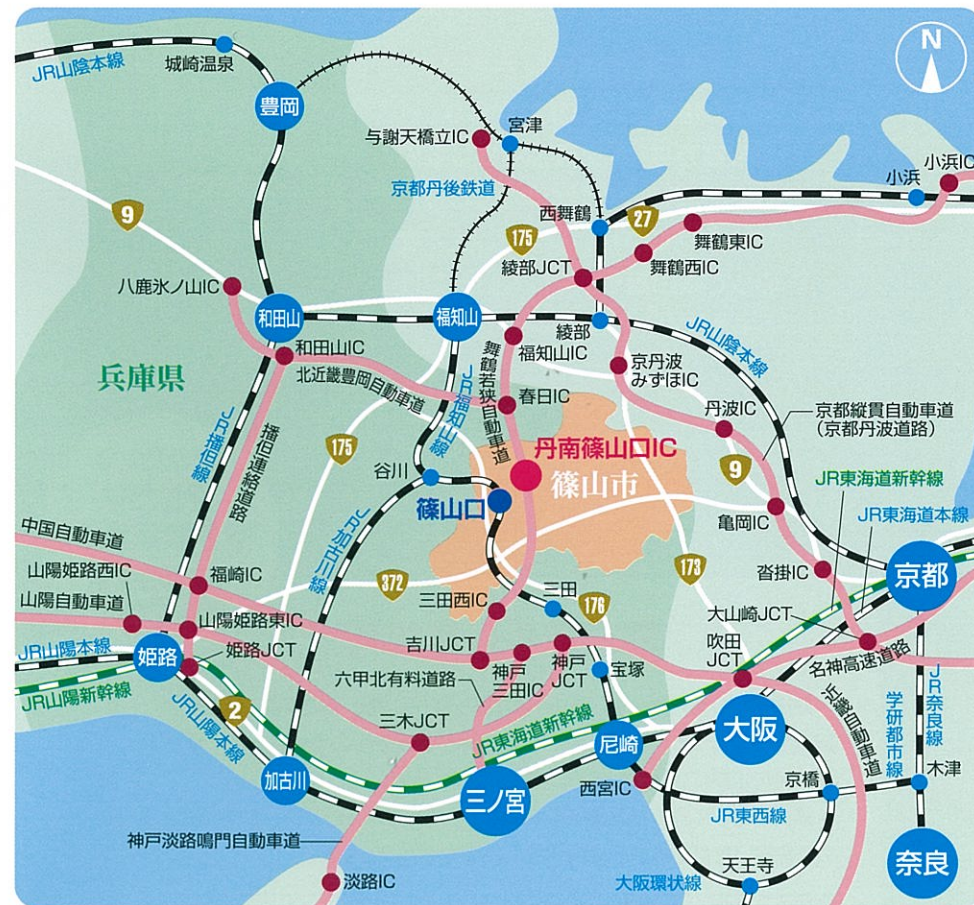 N
JR山陰本線
城崎温泉
豊岡
与謝天橋立IC
宮津
小浜IC
小浜
京都丹後鉄道
西舞鶴
27
9
175
舞鶴東IC
綾部JCT
舞鶴西IC
八鹿氷ノ山IC
和田山
福知山
綾部
JR山陰本線
和田山IC
福知山IC
京丹波
みずほIC
兵庫県
北近畿豊岡自動車道
JR福知山線
舞鶴若狭自動車道
春日IC
丹波IC
京都縦貫自動車道
(京都丹波道路)
JR播但線
播但連絡道路
175
谷川
丹南篠山口IC
篠山市
篠山口
9
JR東海道新幹線
亀岡IC
JR東海道本線
中国自動車道
JR加古川線
山陽姫路西IC
福崎IC
372
三田西IC
三田
176
173
沓掛IC
京都
大山崎JCT
山陽自動車道
山陽姫路東IC
吉川JCT
吹田
JCT
名神高速道路
JR山陽本線
姫路
姫路JCT
神戸
三田IC
神戸
JCT
宝塚
六甲北有料道路
JR山陽新幹線
2
JR山陽本線
三木JCT
JR東海道新幹線
尼崎
大阪
近畿自動車道
学研都市線
JR奈良線
加古川
三ノ宮
西宮IC
京橋
木津
JR東西線
神戸淡路鳴門自動車道
淡路IC
大阪環状線
天王寺
奈良